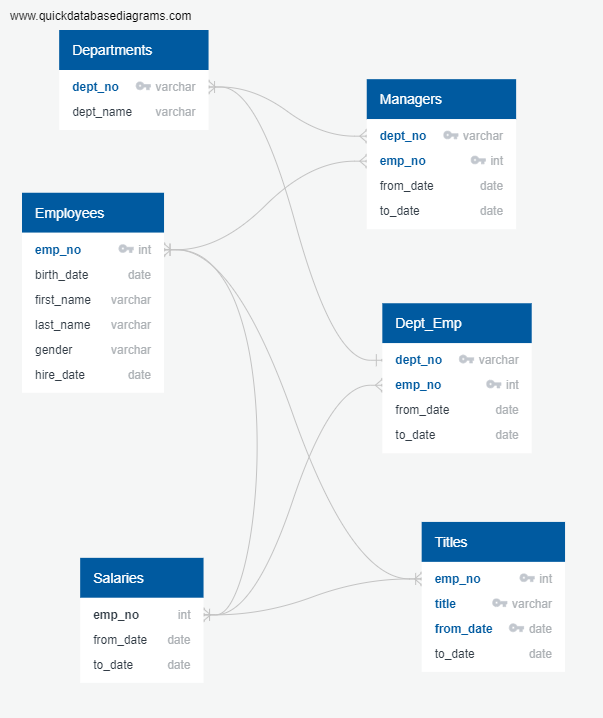 www.quickdatabasediagrams.com
Departments
dept_no varchar
dept_name varchar
Managers
dept_no varchar
emp_no int
from_date date
to_date date
Employees
emp_no int
birth_date date
first_name varchar
last_name varchar
gender varchar
hire_date date
Dept_Emp
dept_no varchar
emp_no int
from_date date
to_date date
Titles
emp_no int
title varchar
from_date date
to_date date
Salaries
emp_no int
from_date date
to_date date